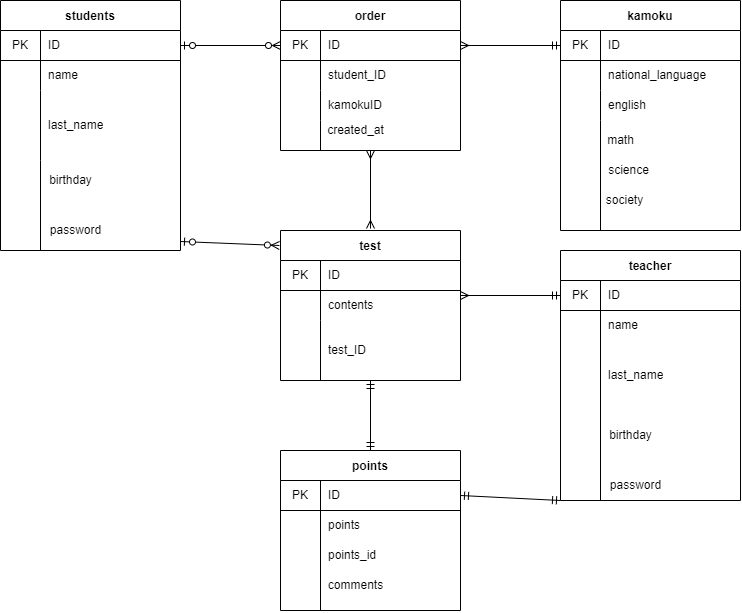 students
PK ID
name
last_name
birthday
password
order
PK ID
student_ID
kamokuID
created_at
kamoku
PK ID
national_language
english
math
science
society
test
PK ID
contents
test_ID
teacher
PK ID
name
last_name
birthday
password
points
PK ID
points
points_id
comments